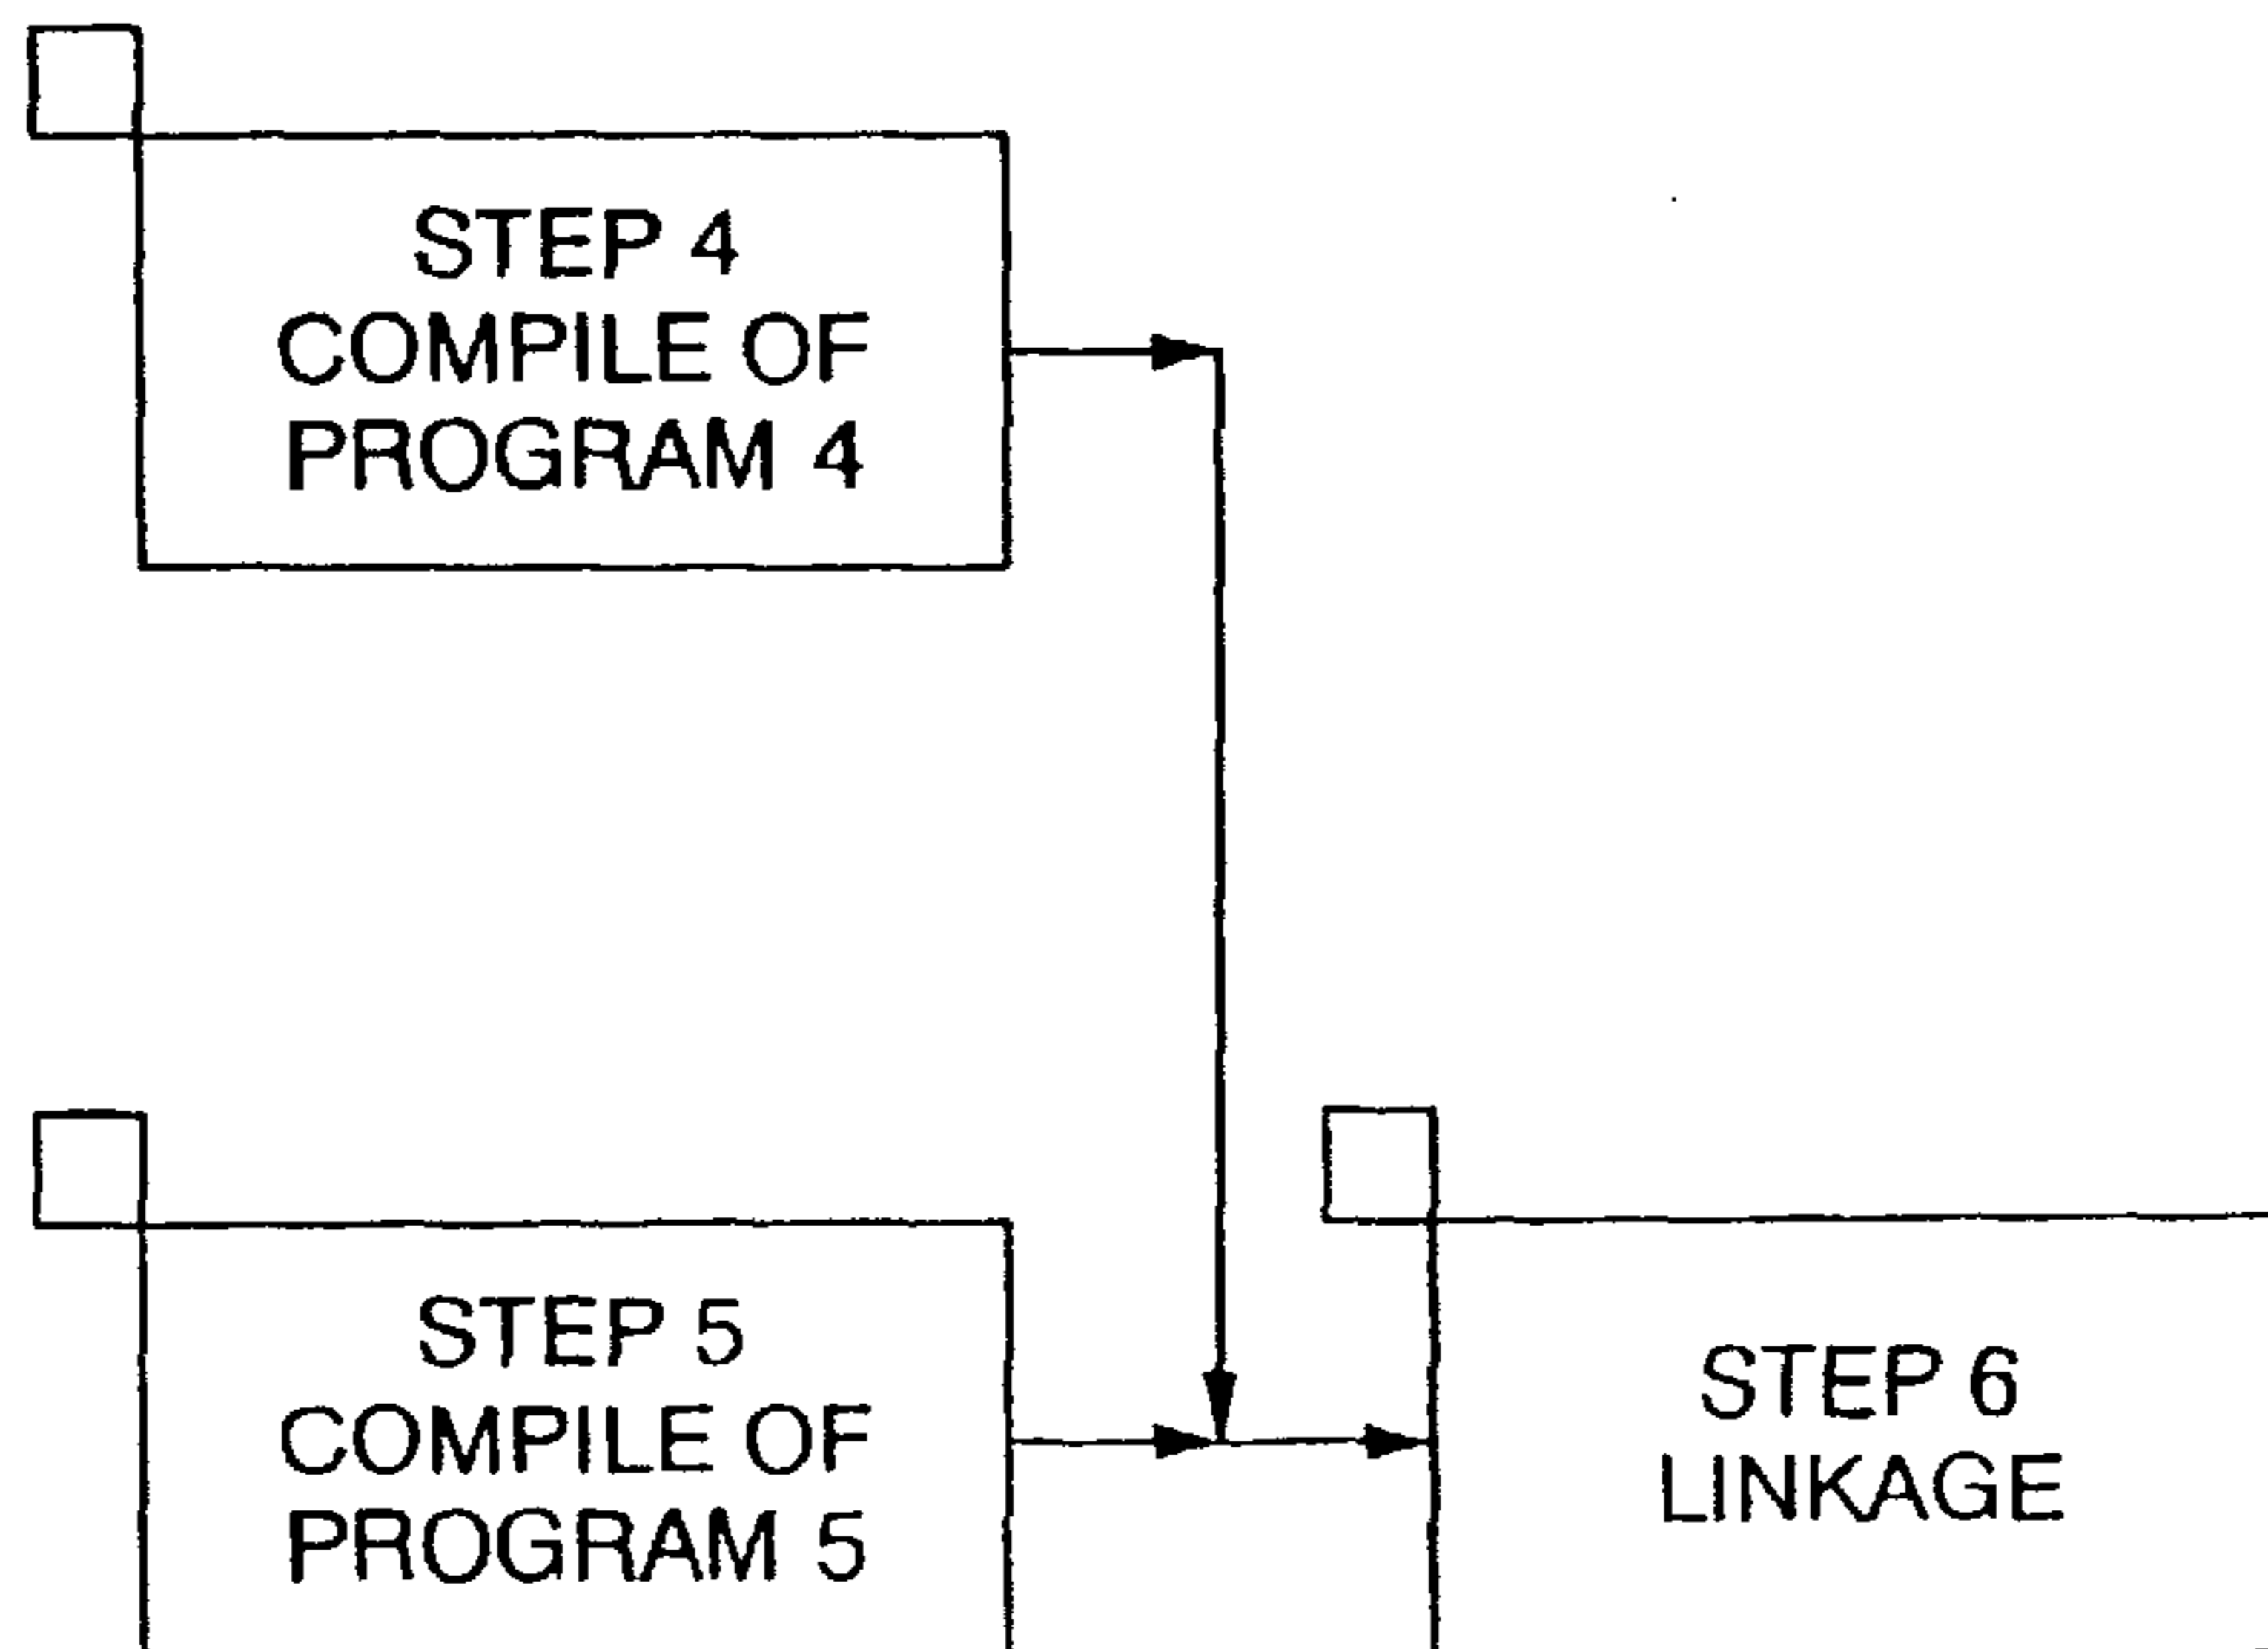 STEP 4
COMPILE OF
PROGRAM 4
STEP 5
COMPILE OF
PROGRAM 5
STEP 6
LINKAGE